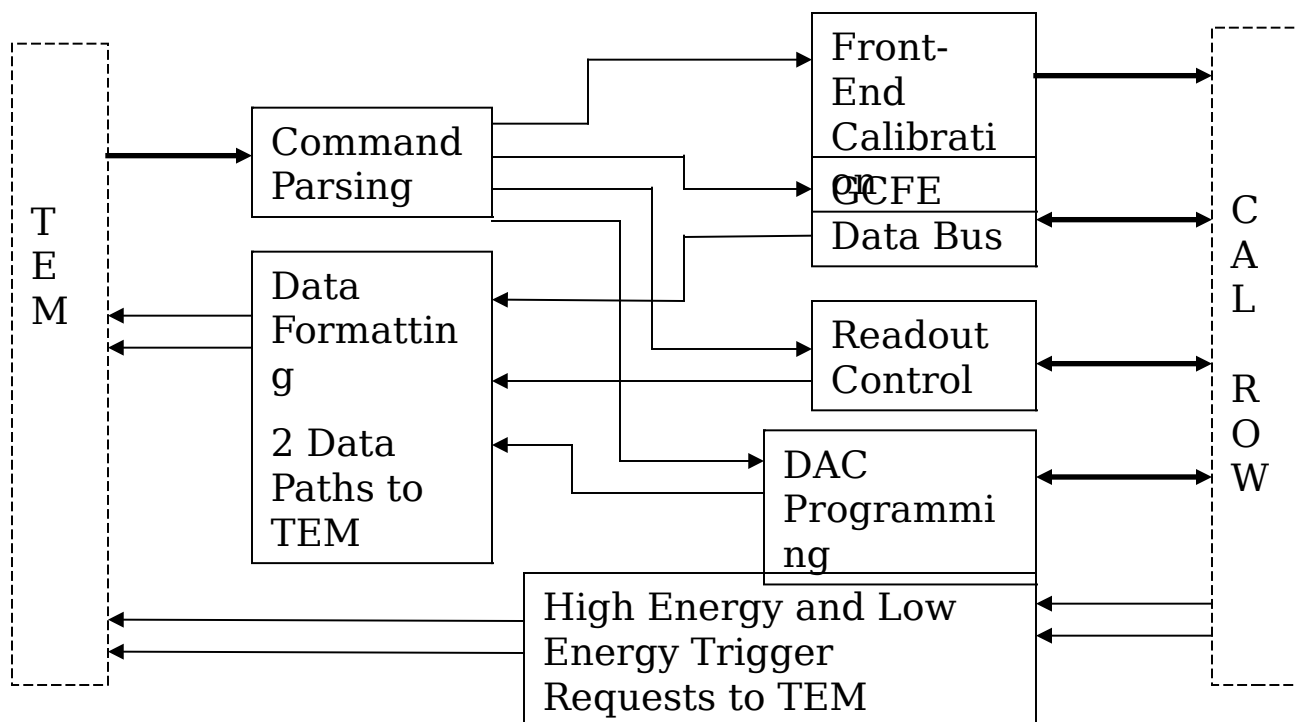 T
E
M
Command
Parsing
Data
Formattin
g
2 Data
Paths to
TEM
Front-
End
Calibrati
on
GCFE
Data Bus
Readout
Control
DAC
Programmi
ng
High Energy and Low
Energy Trigger
Requests to TEM
C
A
L
R
O
W